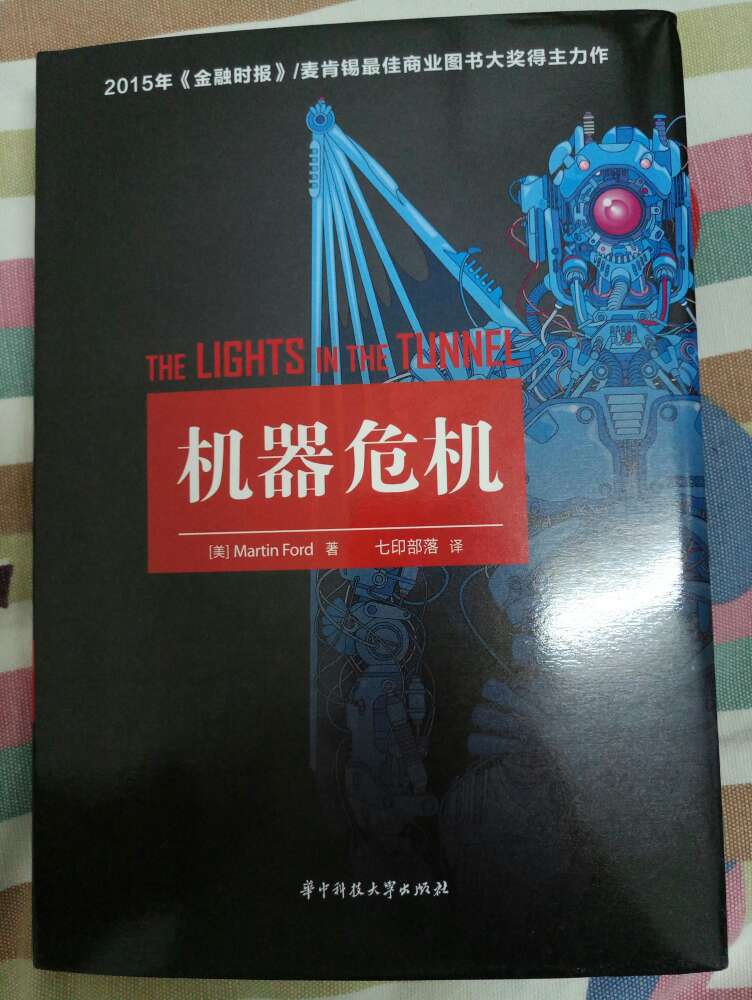 2015年《金融时报》/麦肯锡最佳商业图书大奖得主力作
THE LIGHTS IN THE TUNNEL
机器危机
[美] Martin Ford 著 七印部落 译
华中科技大学出版社